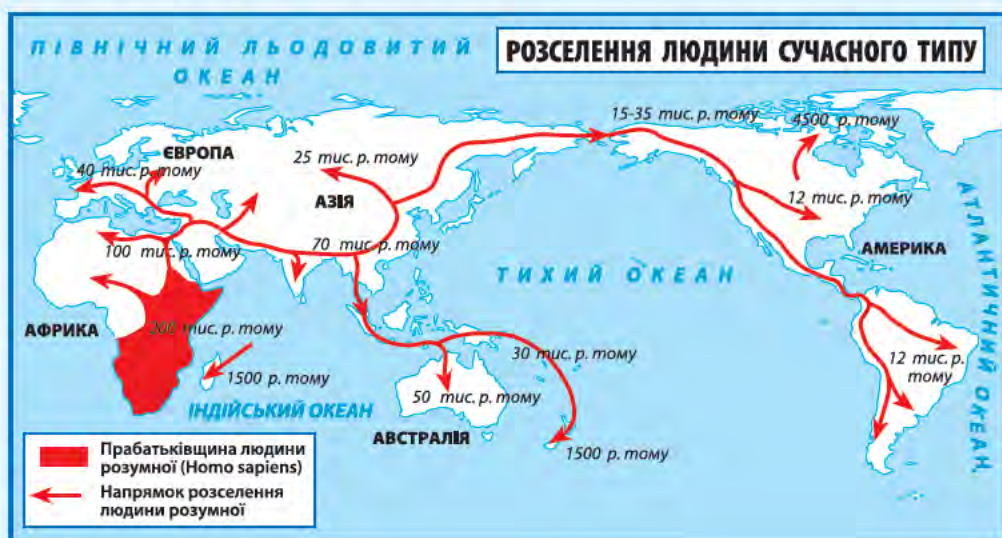 ПІВНІЧНИЙ ЛЬОДОВИТИЙ
ОКЕАН
РОЗСЕЛЕННЯ ЛЮДИНИ СУЧАСНОГО ТИПУ
15-35 тис. р. тому
4500 р. тому
ЄВРОПА
25 тис. р. тому
40 тис. р. тому
АЗІЯ
12 тис. р. тому
100 тис. р. тому
70 тис. р. тому
АМЕРИКА
ТИХИЙ ОКЕАН
АТЛАНТИЧНИЙ ОКЕАН
АФРИКА
200 тис. р. тому
30 тис. р. тому
12 тис. р.
тому
1500 р. тому
50 тис. р. тому
ІНДІЙСЬКИЙ ОКЕАН
АВСТРАЛІЯ
1500 р. тому
Прабатьківщина людини
розумної (Homo sapiens)
Напрямок розселення
людини розумної